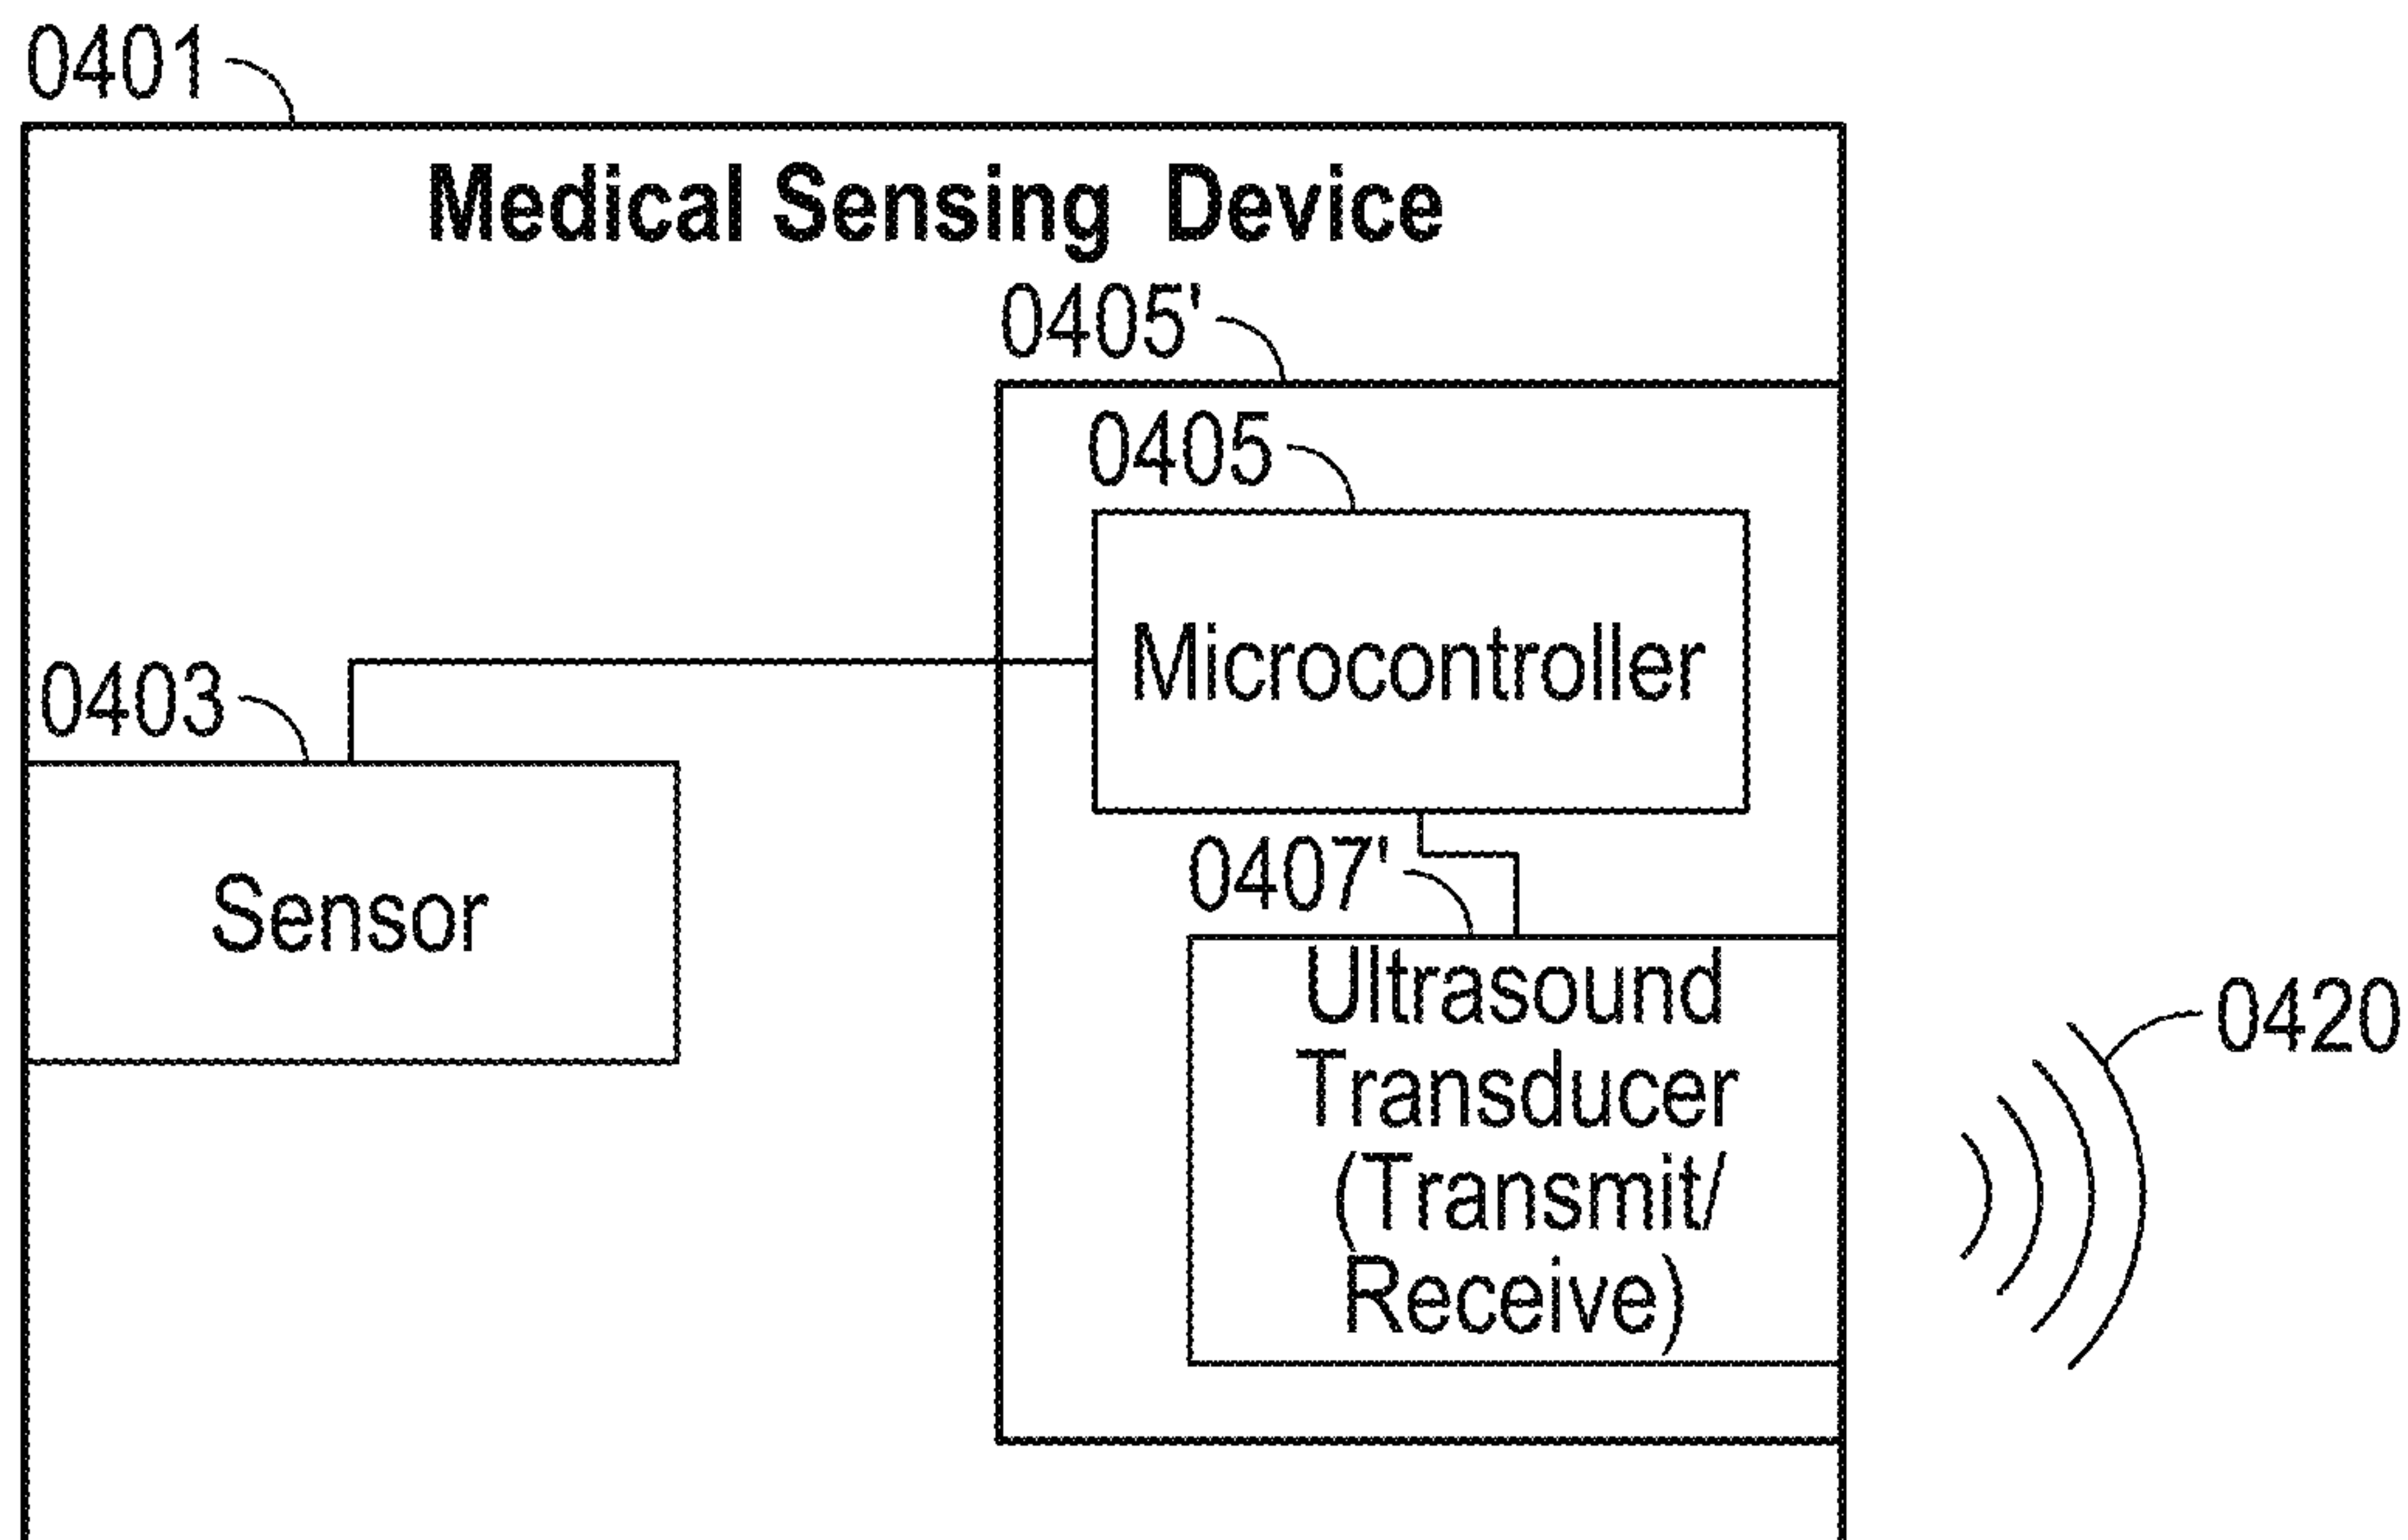 0401
Medical Sensing Device
0405'
0405
Microcontroller
0403
Sensor
0407'
Ultrasound
Transducer
(Transmit/
Receive)
0420